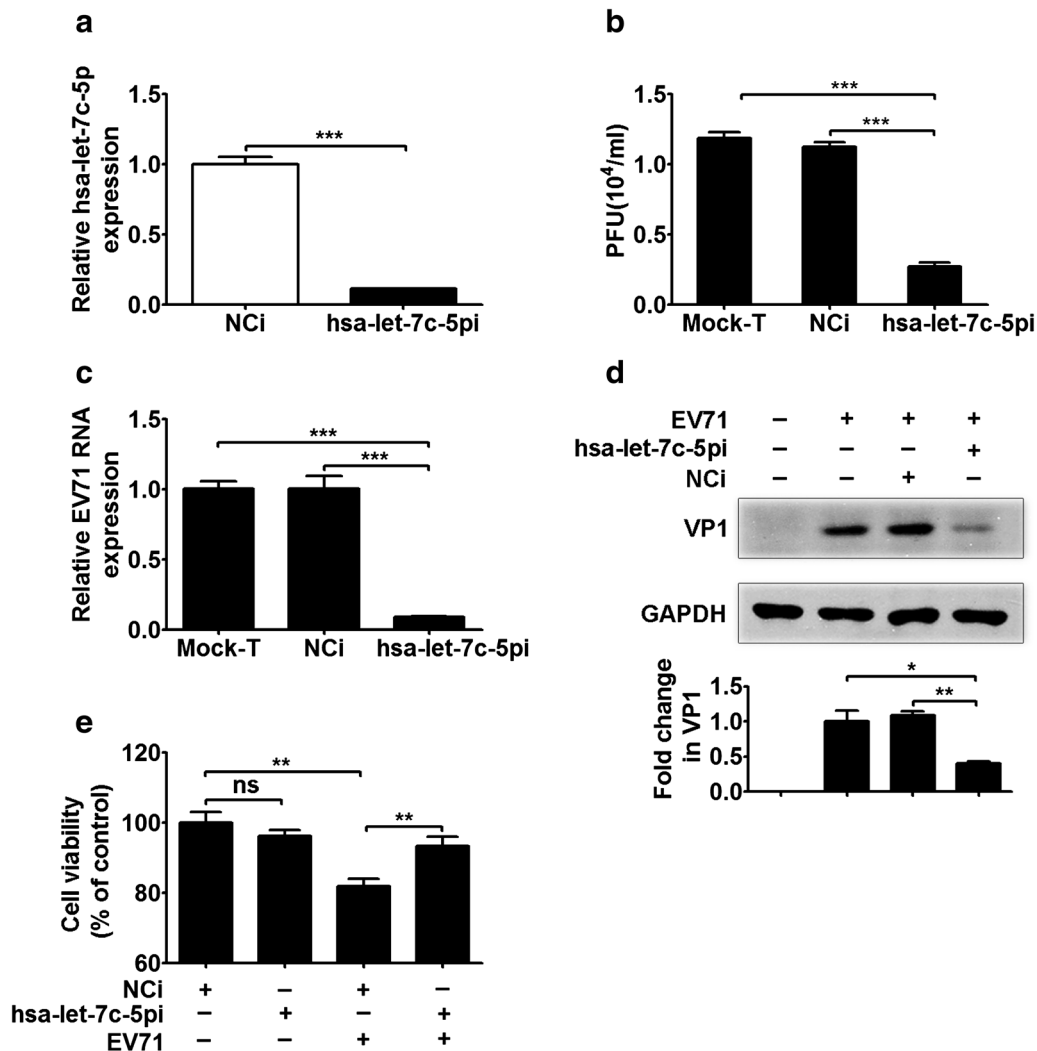 a
Relative hsa-let-7c-5p
expression
1.5
1.0
0.5
0.0
***
NCi
hsa-let-7c-5pi
b
PFU(10⁴/ml)
1.5
1.0
0.5
0.0
***
***
Mock-T
NCi
hsa-let-7c-5pi
c
Relative EV71 RNA
expression
1.5
1.0
0.5
0.0
***
***
Mock-T
NCi
hsa-let-7c-5pi
d
EV71 – + + +
hsa-let-7c-5pi – – – +
NCi – – + –
VP1
GAPDH
Fold change
in VP1
1.5
1.0
0.5
0.0
*
**
e
Cell viability
(% of control)
120
100
80
60
**
ns
**
NCi + – + –
hsa-let-7c-5pi – + – +
EV71 – – + +